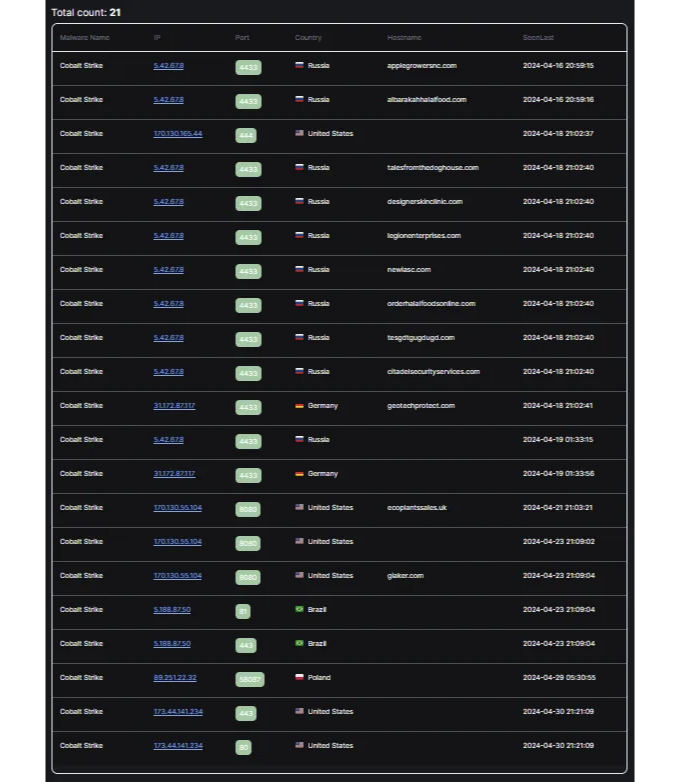 Total count: 21
Malware Name IP Port Country Hostname SeenLast
Cobalt Strike 5.42.67.8 4433 Russia applegrowersnc.com 2024-04-16 20:59:15
Cobalt Strike 5.42.67.8 4433 Russia albarakahhalalfood.com 2024-04-16 20:59:16
Cobalt Strike 170.130.165.44 444 United States 2024-04-18 21:02:37
Cobalt Strike 5.42.67.8 4433 Russia talesfromthedoghouse.com 2024-04-18 21:02:40
Cobalt Strike 5.42.67.8 4433 Russia designerskinclinic.com 2024-04-18 21:02:40
Cobalt Strike 5.42.67.8 4433 Russia legionenterprises.com 2024-04-18 21:02:40
Cobalt Strike 5.42.67.8 4433 Russia newlasc.com 2024-04-18 21:02:40
Cobalt Strike 5.42.67.8 4433 Russia orderhalalfoodsonline.com 2024-04-18 21:02:40
Cobalt Strike 5.42.67.8 4433 Russia tesgdtgugdugd.com 2024-04-18 21:02:40
Cobalt Strike 5.42.67.8 4433 Russia citadelsecurityservices.com 2024-04-18 21:02:40
Cobalt Strike 31.172.87.117 4433 Germany geotechprotect.com 2024-04-18 21:02:41
Cobalt Strike 5.42.67.8 4433 Russia 2024-04-19 01:33:15
Cobalt Strike 31.172.87.117 4433 Germany 2024-04-19 01:33:56
Cobalt Strike 170.130.55.104 8080 United States ecoplantssales.uk 2024-04-21 21:03:21
Cobalt Strike 170.130.55.104 8080 United States 2024-04-23 21:09:02
Cobalt Strike 170.130.55.104 8080 United States giaker.com 2024-04-23 21:09:04
Cobalt Strike 5.188.87.50 81 Brazil 2024-04-23 21:09:04
Cobalt Strike 5.188.87.50 443 Brazil 2024-04-23 21:09:04
Cobalt Strike 89.251.22.32 58087 Poland 2024-04-29 05:30:55
Cobalt Strike 173.44.141.234 443 United States 2024-04-30 21:21:09
Cobalt Strike 173.44.141.234 80 United States 2024-04-30 21:21:09